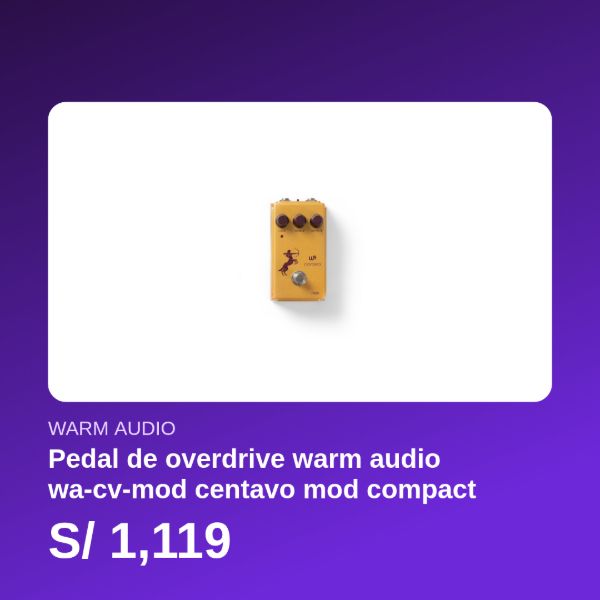 WARM AUDIO
Pedal de overdrive warm audio
wa-cv-mod centavo mod compact
S/ 1,119